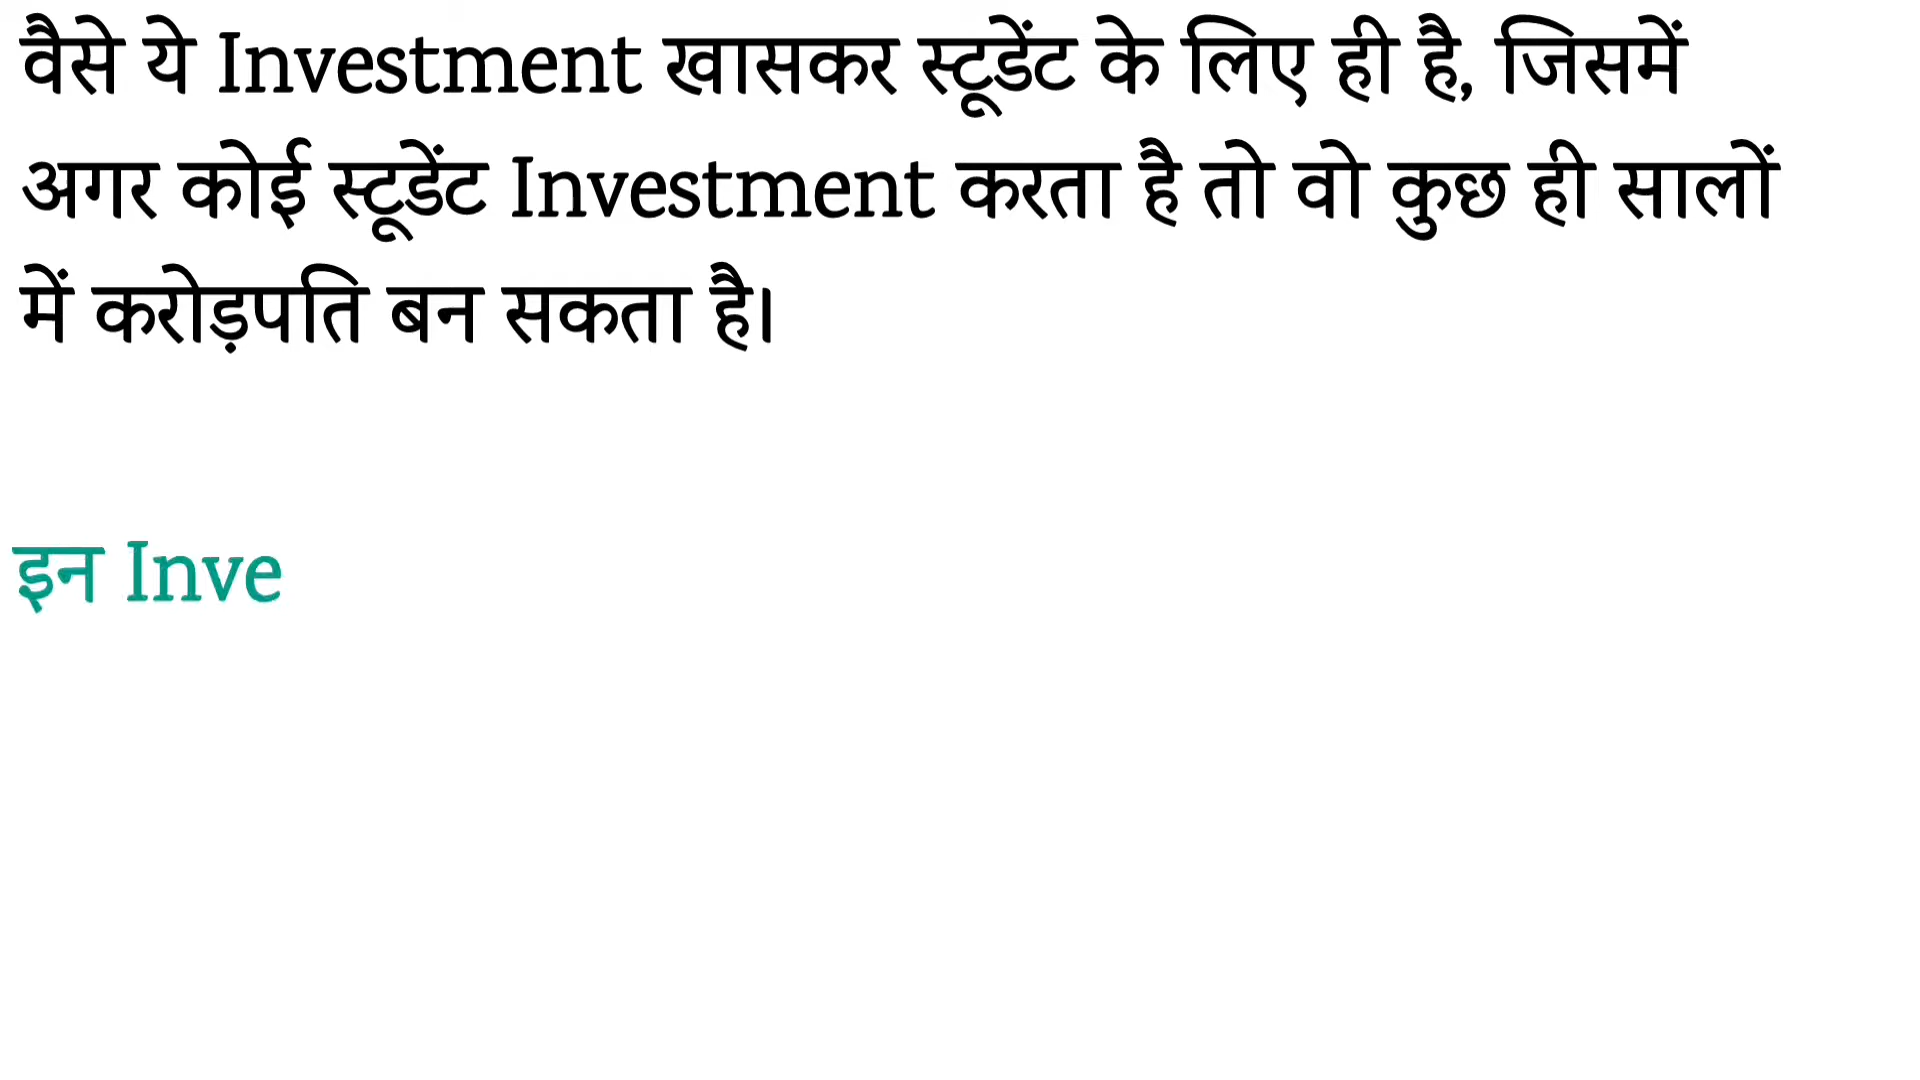 वैसे ये Investment खासकर स्टूडेंट के लिए ही है, जिसमें
अगर कोई स्टूडेंट Investment करता है तो वो कुछ ही सालों
में करोड़पति बन सकता है।
इन Inve